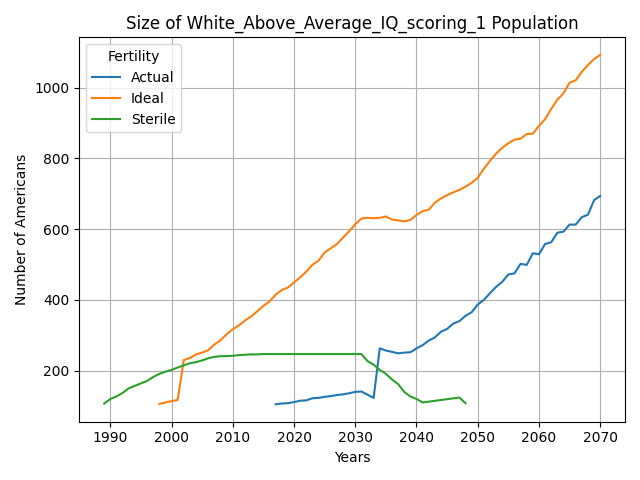 Size of White_Above_Average_IQ_scoring_1 Population
Fertility
Actual
Ideal
Sterile
Number of Americans
1000
800
600
400
200
1990 2000 2010 2020 2030 2040 2050 2060 2070
Years